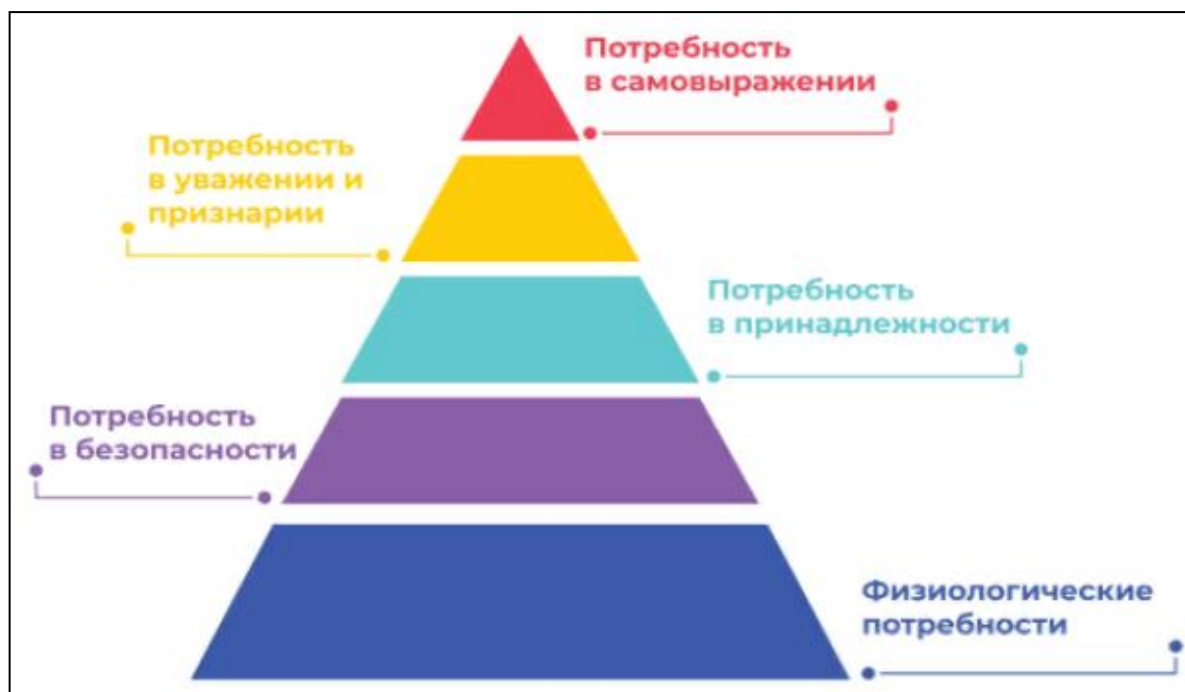 Потребность
в самовыражении
Потребность
в уважении и
признарии
Потребность
в принадлежности
Потребность
в безопасности
Физиологические
потребности